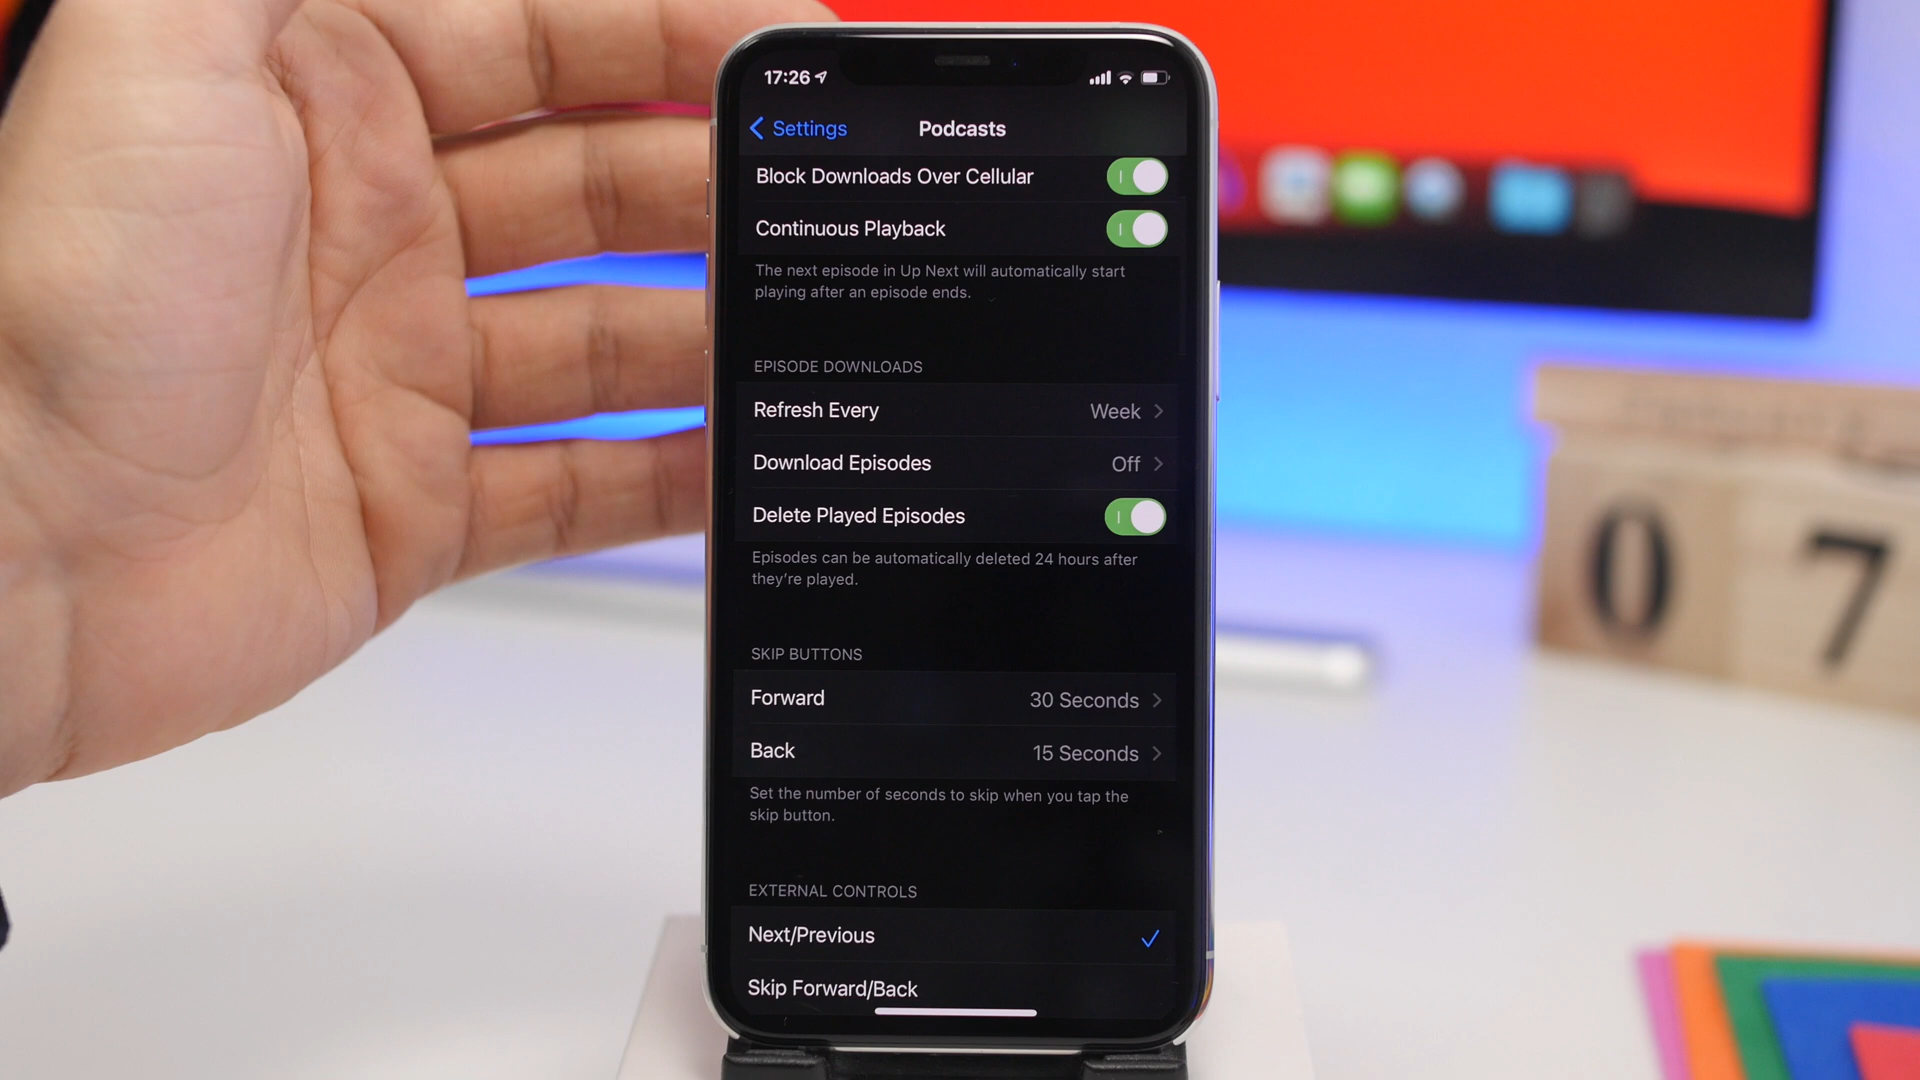 17:26
Settings
Podcasts
Block Downloads Over Cellular
Continuous Playback
The next episode in Up Next will automatically start
playing after an episode ends.
EPISODE DOWNLOADS
Refresh Every
Week
Download Episodes
Off
Delete Played Episodes
Episodes can be automatically deleted 24 hours after
they’re played.
SKIP BUTTONS
Forward
30 Seconds
Back
15 Seconds
Set the number of seconds to skip when you tap the
skip button.
EXTERNAL CONTROLS
Next/Previous
Skip Forward/Back
0 7